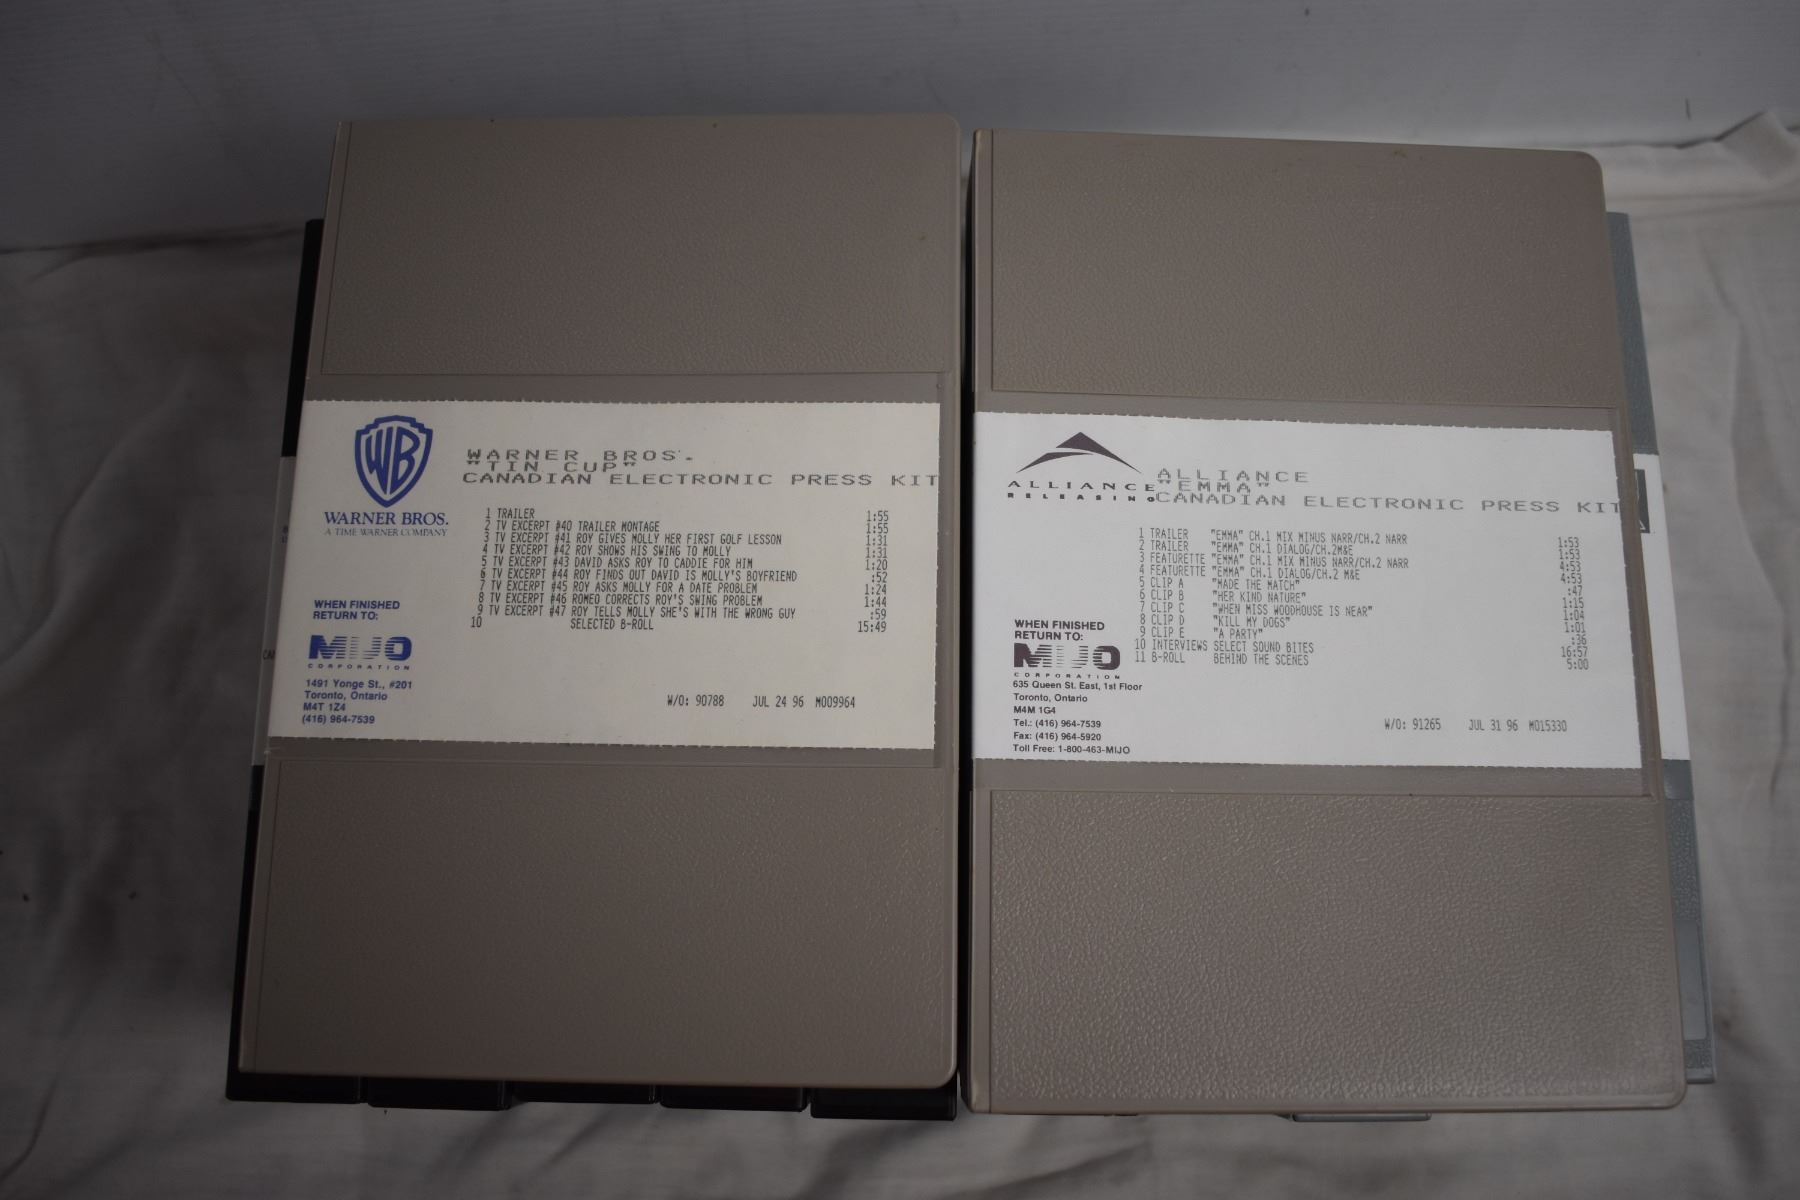 WB
WARNER BROS.
A TIME WARNER COMPANY
WARNER BROS.
"TIN CUP"
CANADIAN ELECTRONIC PRESS KIT
1 TRAILER 1:55
2 TV EXCERPT #40 TRAILER MONTAGE 1:55
3 TV EXCERPT #41 ROY GIVES MOLLY HER FIRST GOLF LESSON 1:31
4 TV EXCERPT #42 ROY SHOWS HIS SWING TO MOLLY 1:31
5 TV EXCERPT #43 DAVID ASKS ROY TO CADDIE FOR HIM 1:20
6 TV EXCERPT #44 ROY FINDS OUT DAVID IS MOLLY'S BOYFRIEND :52
7 TV EXCERPT #45 ROY ASKS MOLLY FOR A DATE PROBLEM 1:24
8 TV EXCERPT #46 ROMEO CORRECTS ROY'S SWING PROBLEM 1:44
9 TV EXCERPT #47 ROY TELLS MOLLY SHE'S WITH THE WRONG GUY :59
10 SELECTED B-ROLL 15:49
WHEN FINISHED
RETURN TO:
MIJO
CORPORATION
1491 Yonge St., #201
Toronto, Ontario
M4T 1Z4
(416) 964-7539
W/O: 90788 JUL 24 96 M009964
ALLIANCE
RELEASING
ALLIANCE
"EMMA"
CANADIAN ELECTRONIC PRESS KIT
1 TRAILER "EMMA" CH.1 MIX MINUS NARR/CH.2 NARR 1:53
2 TRAILER "EMMA" CH.1 DIALOG/CH.2M&E 1:53
3 FEATURETTE "EMMA" CH.1 MIX MINUS NARR/CH.2 NARR 4:53
4 FEATURETTE "EMMA" CH.1 DIALOG/CH.2 M&E 4:53
5 CLIP A "MADE THE MATCH" :47
6 CLIP B "HER KIND NATURE" 1:15
7 CLIP C "WHEN MISS WOODHOUSE IS NEAR" 1:04
8 CLIP D "KILL MY DOGS" 1:01
9 CLIP E "A PARTY" :36
10 INTERVIEWS SELECT SOUND BITES 16:57
11 B-ROLL BEHIND THE SCENES 5:00
WHEN FINISHED
RETURN TO:
MIJO
CORPORATION
635 Queen St. East, 1st Floor
Toronto, Ontario
M4M 1G4
Tel.: (416) 964-7539
Fax: (416) 964-5920
Toll Free: 1-800-463-MIJO
W/O: 91265 JUL 31 96 M015330